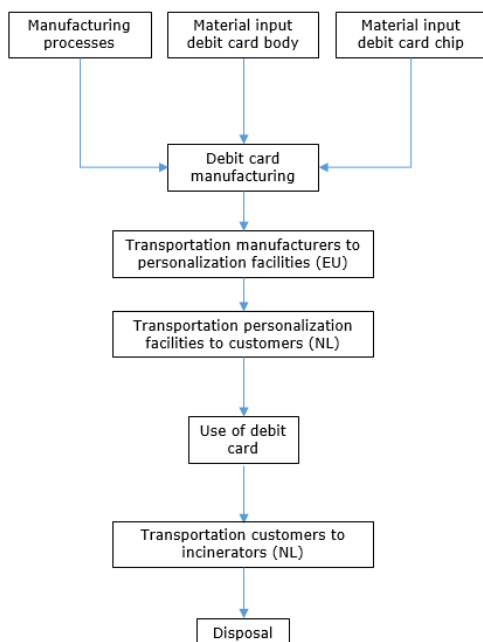 Manufacturing
processes
Material input
debit card body
Material input
debit card chip
Debit card
manufacturing
Transportation manufacturers to
personalization facilities (EU)
Transportation personalization
facilities to customers (NL)
Use of debit
card
Transportation customers to
incinerators (NL)
Disposal